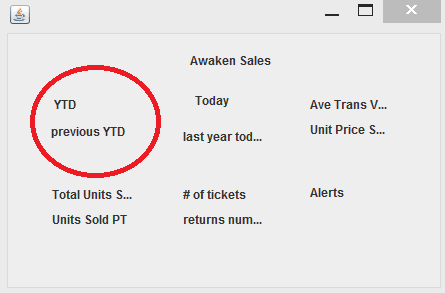 Awaken Sales
YTD
previous YTD
Today
last year tod...
Ave Trans V...
Unit Price S...
Total Units S...
Units Sold PT
# of tickets
returns num...
Alerts